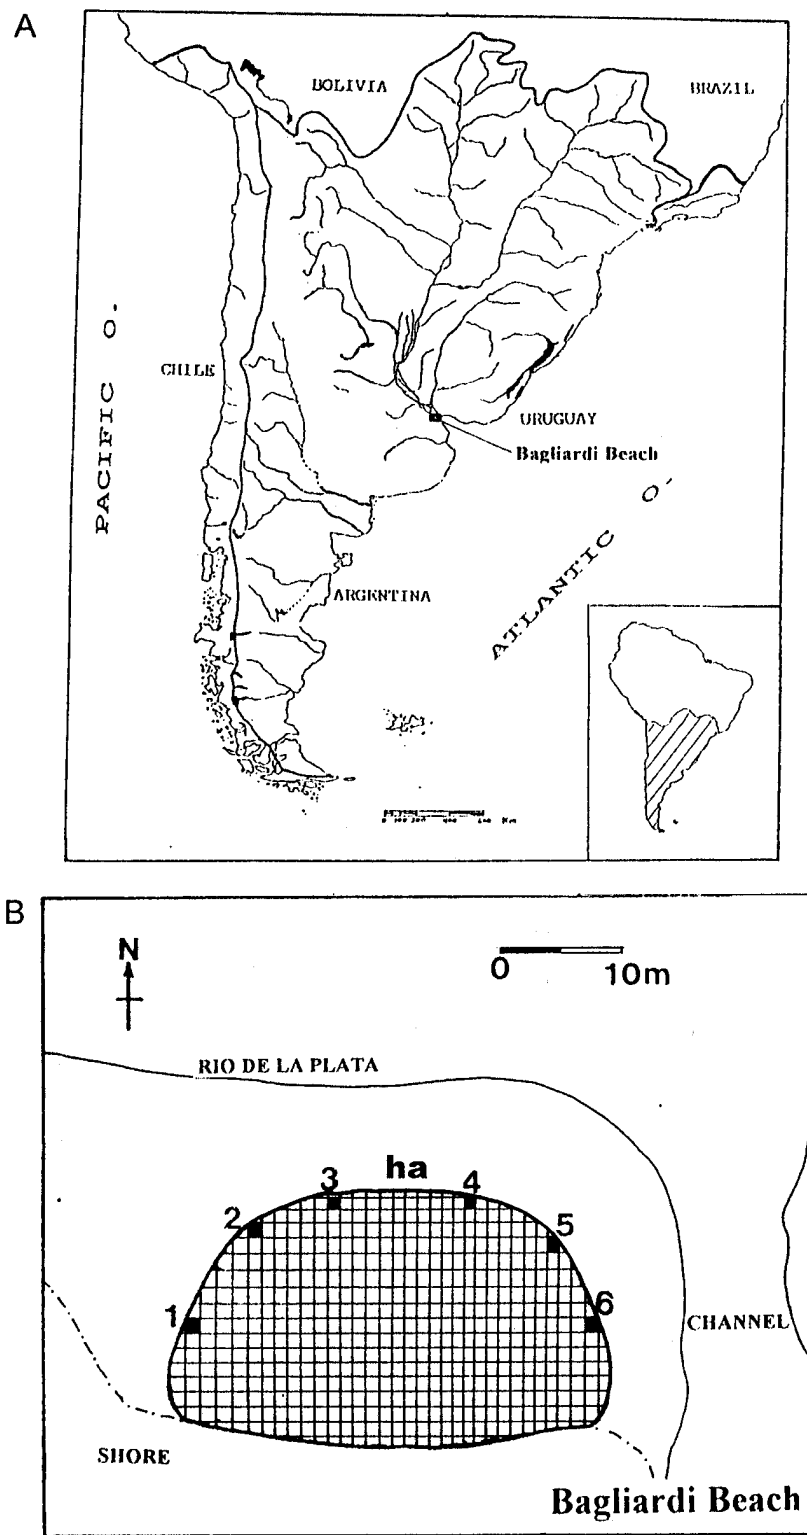 A
BOLIVIA
BRAZIL
PACIFIC O.
CHILE
URUGUAY
Bagliardi Beach
ATLANTIC O.
ARGENTINA
B
N
0 10m
RIO DE LA PLATA
ha
3
4
2
5
1
6
CHANNEL
SHORE
Bagliardi Beach